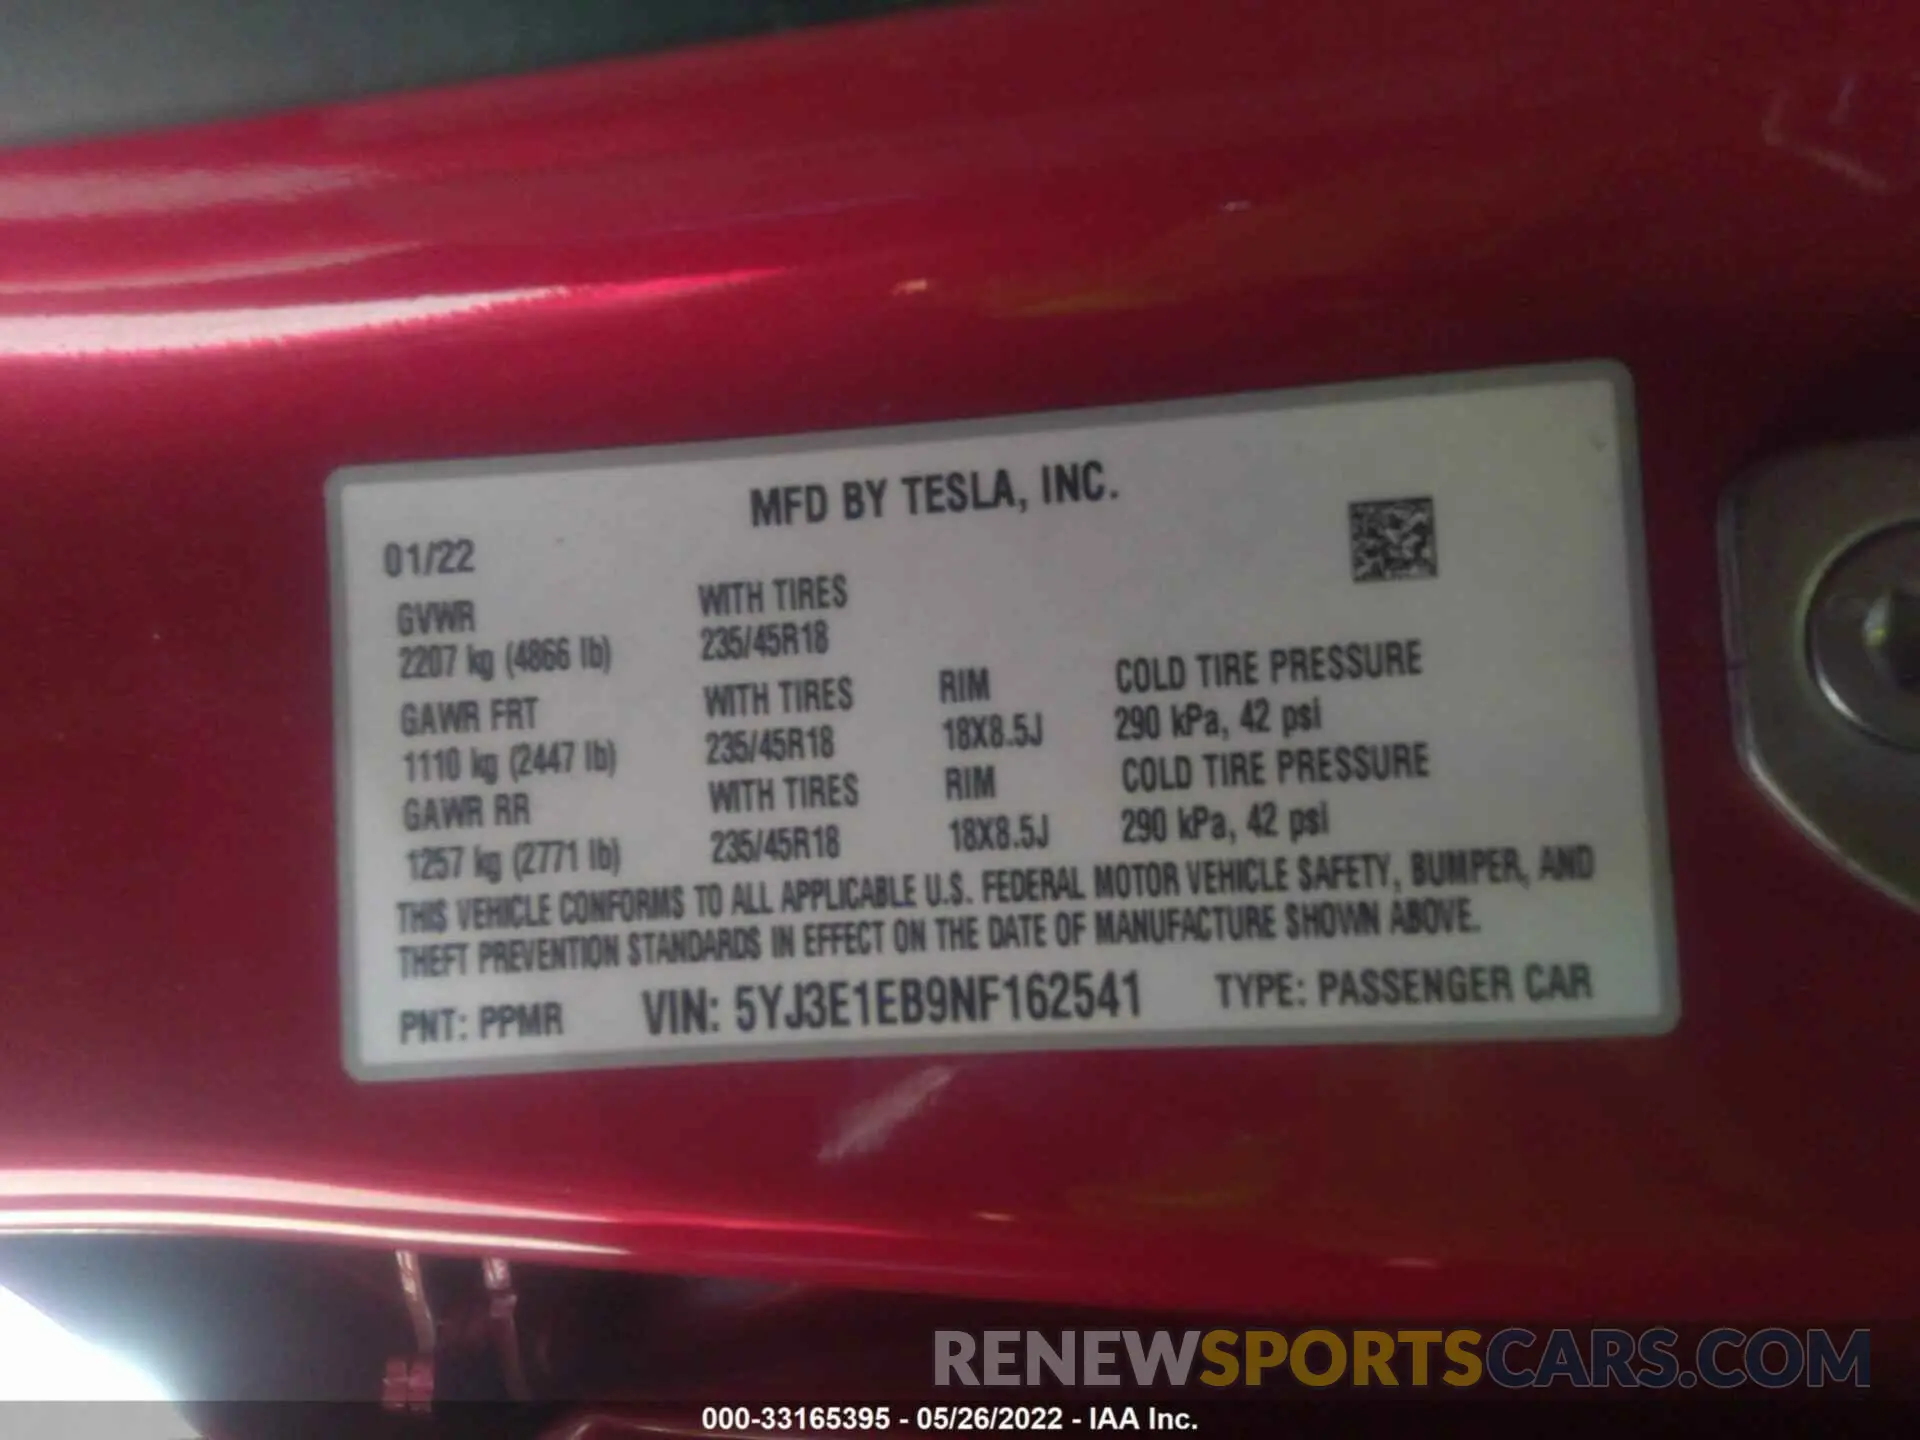 MFD BY TESLA, INC.
01/22
GVWR WITH TIRES
2207 kg (4866 lb) 235/45R18
GAWR FRT WITH TIRES RIM COLD TIRE PRESSURE
1110 kg (2447 lb) 235/45R18 18X8.5J 290 kPa, 42 psi
GAWR RR WITH TIRES RIM COLD TIRE PRESSURE
1257 kg (2771 lb) 235/45R18 18X8.5J 290 kPa, 42 psi
THIS VEHICLE CONFORMS TO ALL APPLICABLE U.S. FEDERAL MOTOR VEHICLE SAFETY, BUMPER, AND
THEFT PREVENTION STANDARDS IN EFFECT ON THE DATE OF MANUFACTURE SHOWN ABOVE.
PNT: PPMR VIN: 5YJ3E1EB9NF162541 TYPE: PASSENGER CAR
RENEWSPORTSCARS.COM
000-33165395 - 05/26/2022 - IAA Inc.